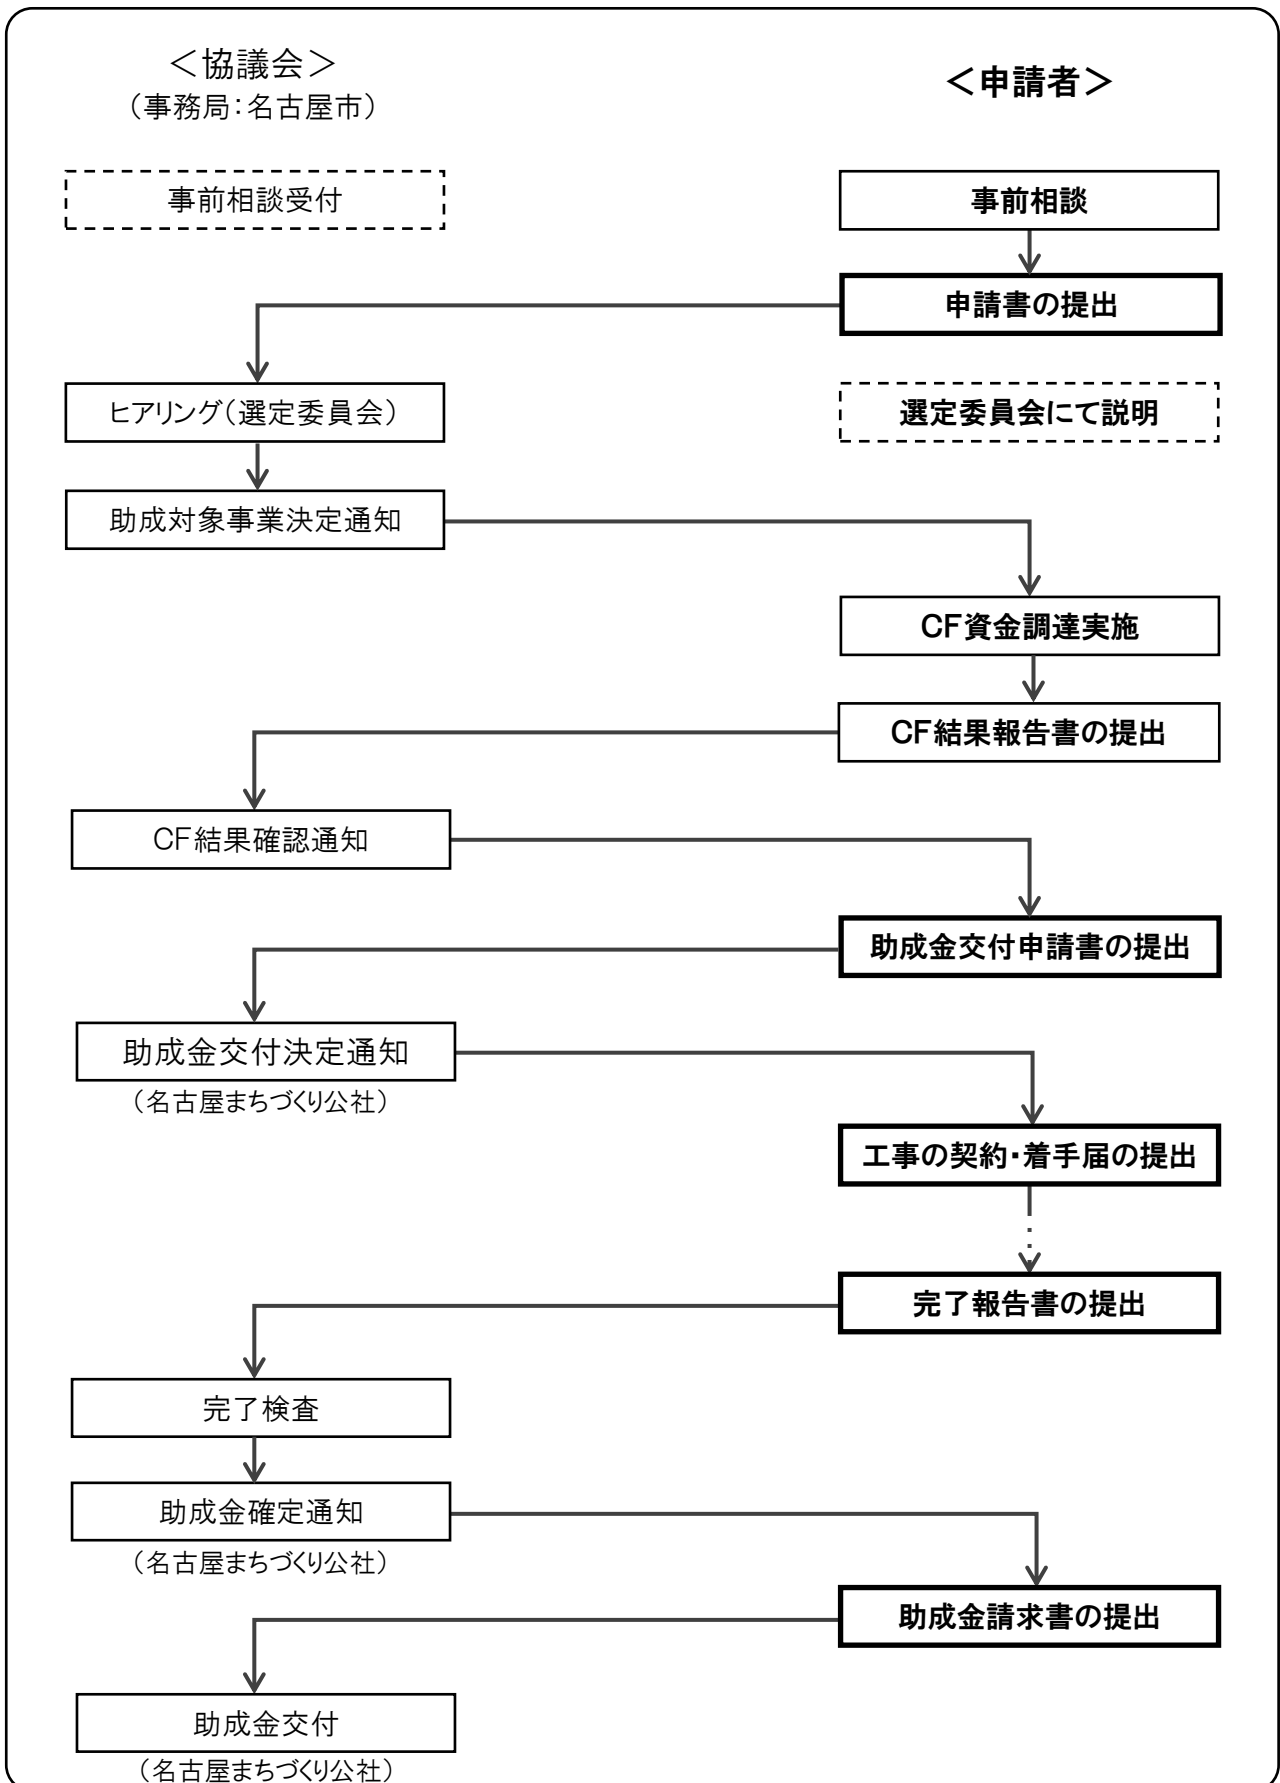 ＜協議会＞
（事務局：名古屋市）
＜申請者＞
事前相談受付
事前相談
申請書の提出
ヒアリング（選定委員会）
選定委員会にて説明
助成対象事業決定通知
CF資金調達実施
CF結果報告書の提出
CF結果確認通知
助成金交付申請書の提出
助成金交付決定通知
（名古屋まちづくり公社）
工事の契約・着手届の提出
完了報告書の提出
完了検査
助成金確定通知
（名古屋まちづくり公社）
助成金請求書の提出
助成金交付
（名古屋まちづくり公社）